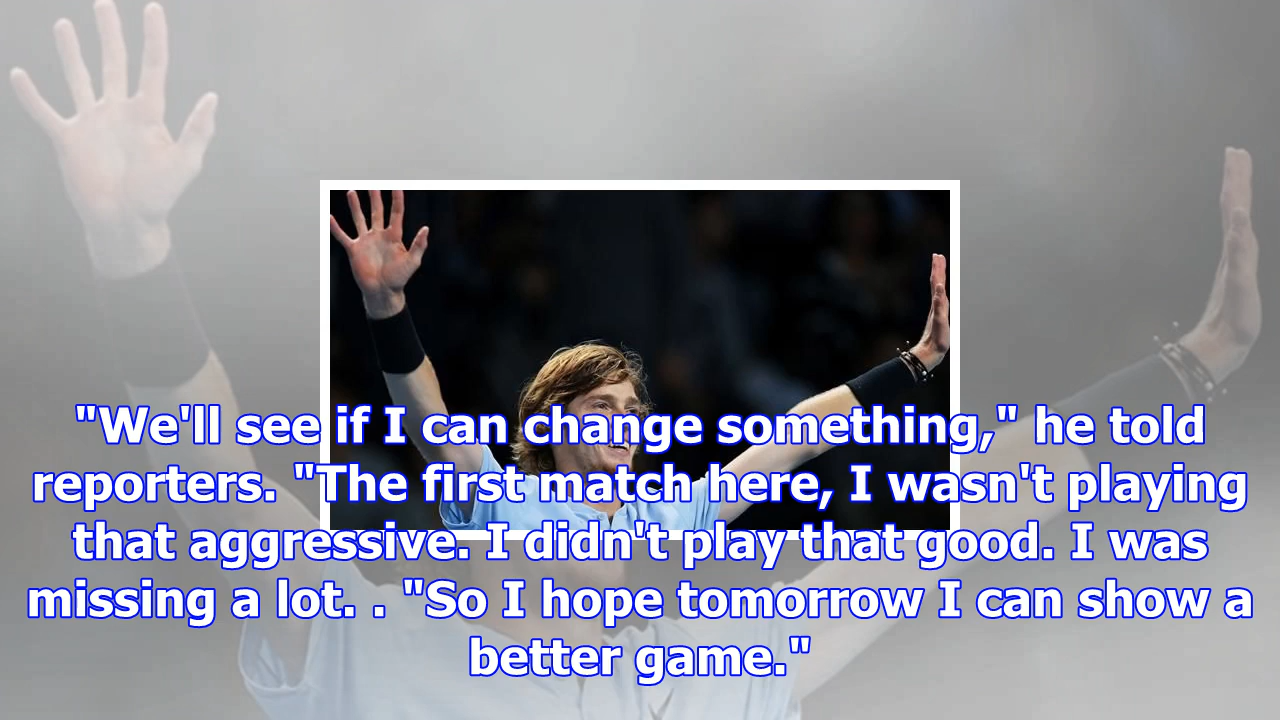 "We'll see if I can change something," he told
reporters. "The first match here, I wasn't playing
that aggressive. I didn't play that good. I was
missing a lot. . "So I hope tomorrow I can show a
better game."